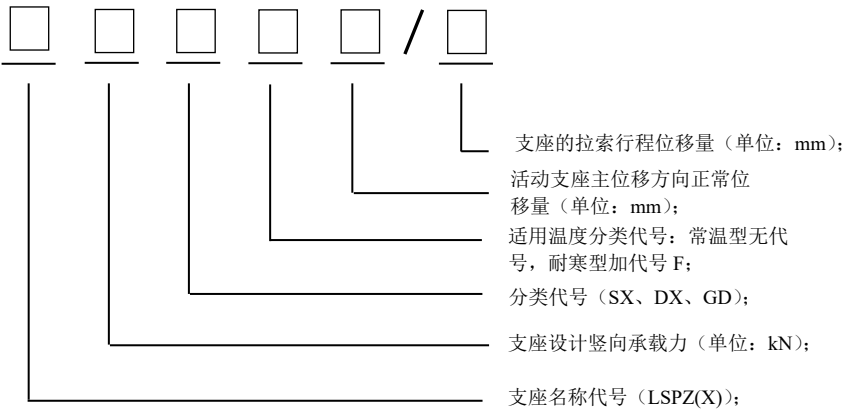 /
支座的拉索行程位移量（单位：mm）；
活动支座主位移方向正常位
移量（单位：mm）；
适用温度分类代号：常温型无代
号，耐寒型加代号 F；
分类代号（SX、DX、GD）；
支座设计竖向承载力（单位：kN）；
支座名称代号（LSPZ(X)）；